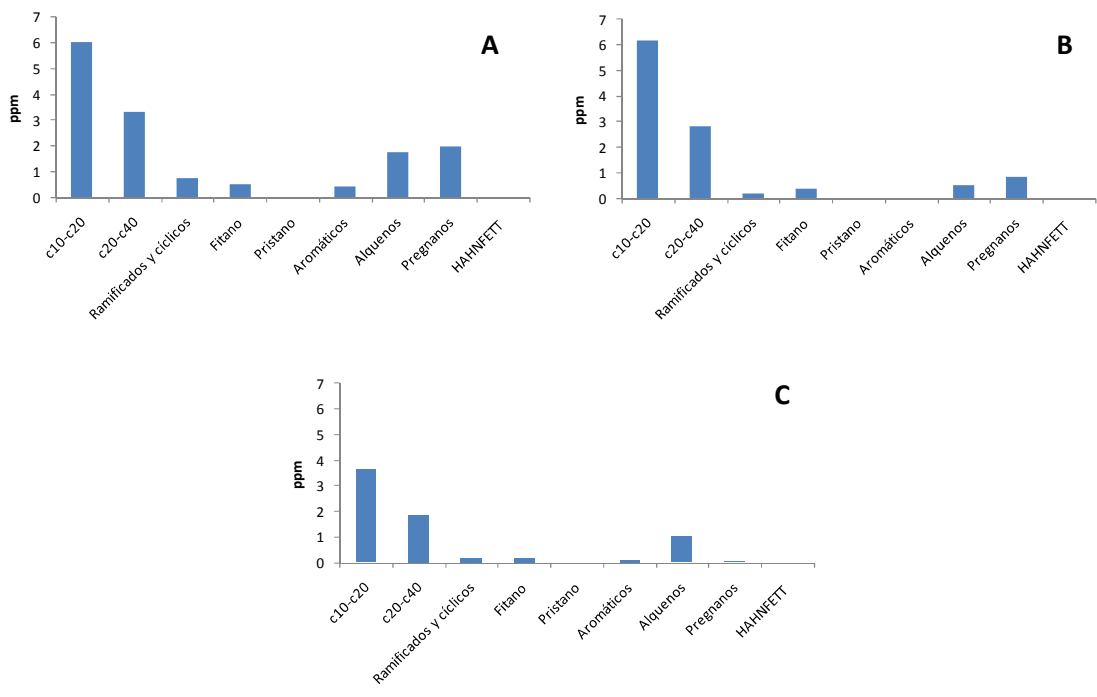 A
ppm
7
6
5
4
3
2
1
0
c10-c20
c20-c40
Ramificados y cíclicos
Fitano
Pristano
Aromáticos
Alquenos
Pregnanos
HAHNFETT
B
ppm
7
6
5
4
3
2
1
0
c10-c20
c20-c40
Ramificados y cíclicos
Fitano
Pristano
Aromáticos
Alquenos
Pregnanos
HAHNFETT
C
ppm
7
6
5
4
3
2
1
0
c10-c20
c20-c40
Ramificados y cíclicos
Fitano
Pristano
Aromáticos
Alquenos
Pregnanos
HAHNFETT